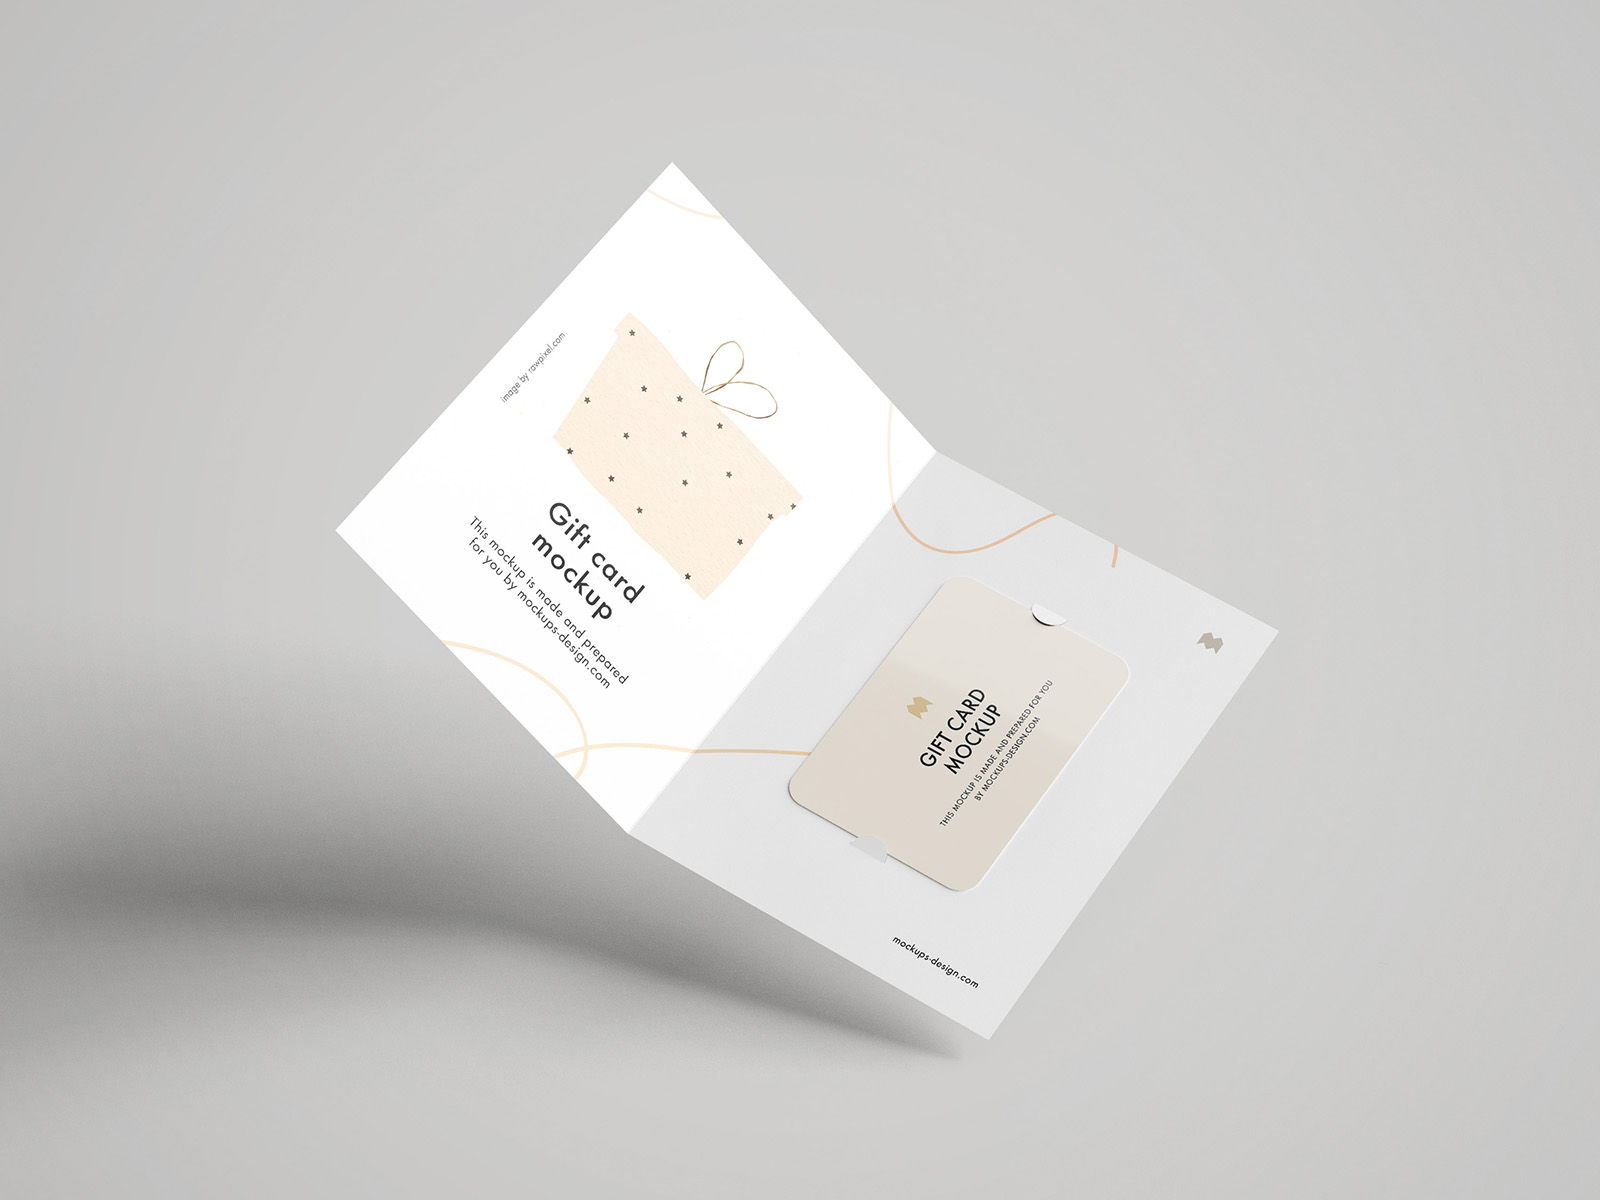 image by rawpixel.com
Gift card
mockup
This mockup is made and prepared
for you by mockups-design.com
GIFT CARD
MOCKUP
THIS MOCKUP IS MADE AND PREPARED FOR YOU
BY MOCKUPS-DESIGN.COM
mockups-design.com